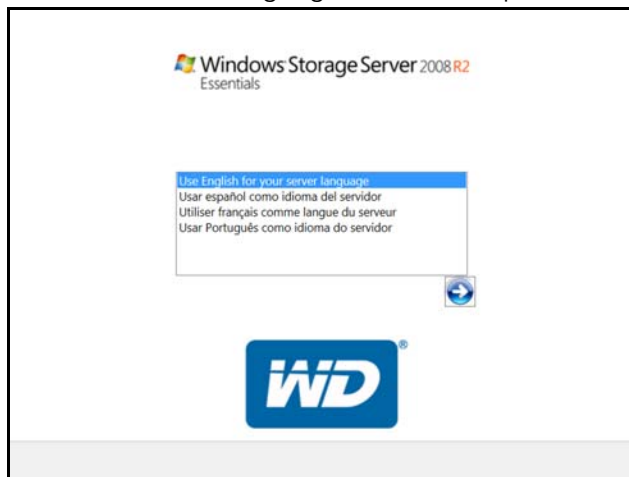 Windows Storage Server 2008 R2
Essentials
Use English for your server language
Usar español como idioma del servidor
Utiliser français comme langue du serveur
Usar Português como idioma do servidor
WD®